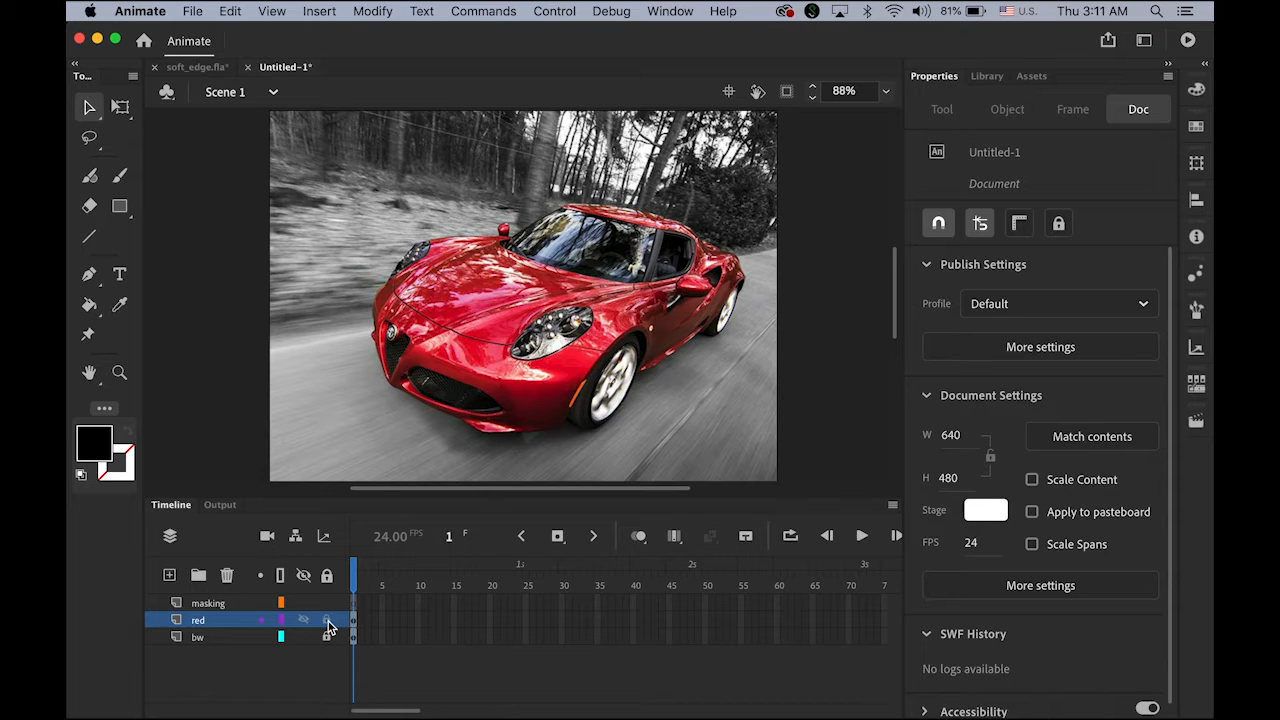 Animate File Edit View Insert Modify Text Commands Control Debug Window Help 81% U.S. Thu 3:11 AM
Animate
To... soft_edge.fla* Untitled-1* Properties Library Assets
Scene 1 88%
Tool Object Frame Doc
An Untitled-1
Document
Publish Settings
Profile Default
More settings
Document Settings
W 640 Match contents
H 480 Scale Content
Stage Apply to pasteboard
FPS 24 Scale Spans
More settings
SWF History
No logs available
Accessibility
T
Timeline Output
24.00 FPS 1 F
1s 2s 3s
5 10 15 20 25 30 35 40 45 50 55 60 65 70 7
masking
red
bw